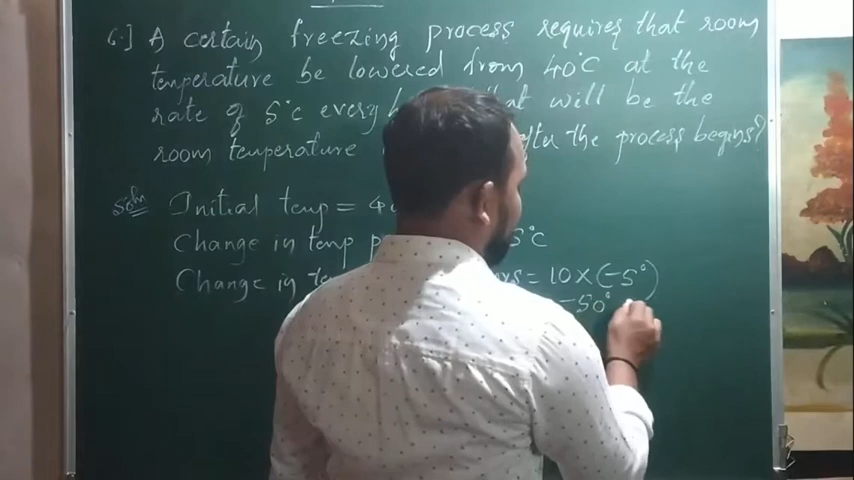 6.] A certain freezing process requires that room
temperature be lowered from 40°C at the
rate of 5°C every what will be the
room temperature the process begins?
Soln Initial temp = 4
Change in temp 5°C
Change in = 10 × (-5°)
-50°